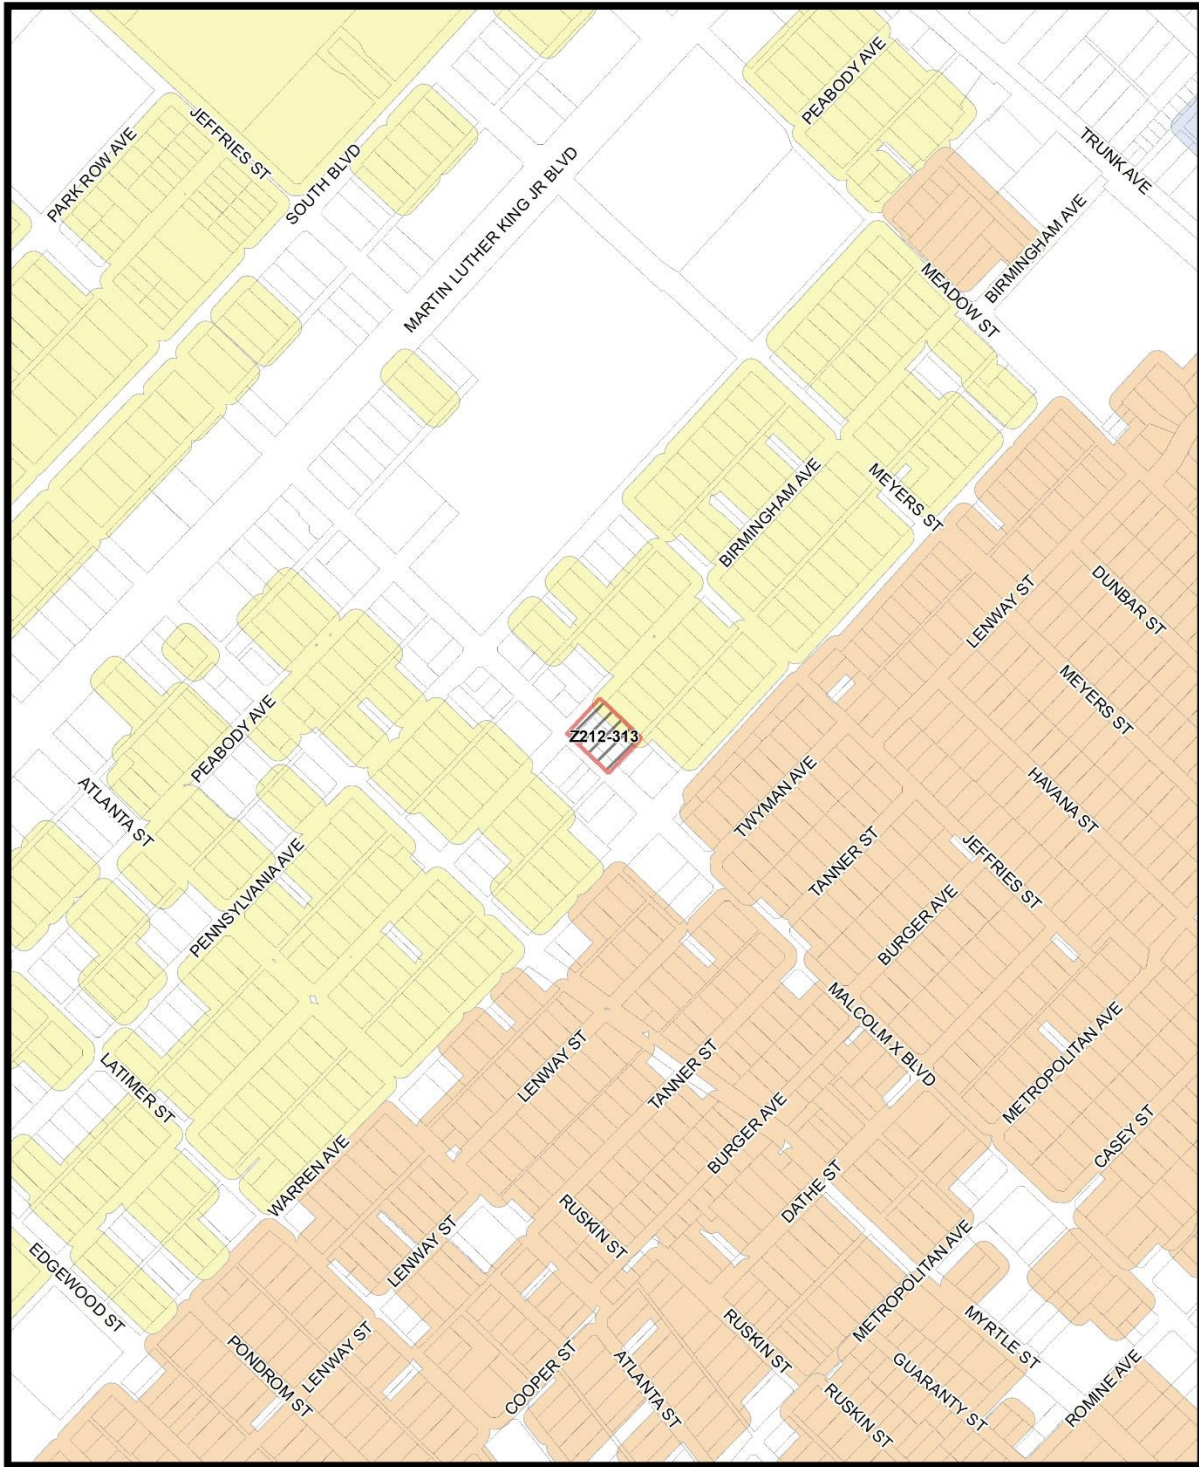 PEABODY AVE
JEFFRIES ST
PARK ROW AVE
SOUTH BLVD
MARTIN LUTHER KING JR BLVD
TRUNK AVE
BIRMINGHAM AVE
MEADOW ST
BIRMINGHAM AVE
MEYERS ST
LENWAY ST
DUNBAR ST
MEYERS ST
Z212-313
PEABODY AVE
ATLANTA ST
TWYMAN AVE
HAVANA ST
TANNER ST
JEFFRIES ST
PENNSYLVANIA AVE
BURGER AVE
MALCOLM X BLVD
METROPOLITAN AVE
LENWAY ST
TANNER ST
LATIMER ST
BURGER AVE
CASEY ST
WARREN AVE
DATHE ST
RUSKIN ST
LENWAY ST
EDGEWOOD ST
METROPOLITAN AVE
RUSKIN ST
MYRTLE ST
LENWAY ST
PONDROM ST
COOPER ST
ATLANTA ST
GUARANTY ST
ROMINE AVE
RUSKIN ST